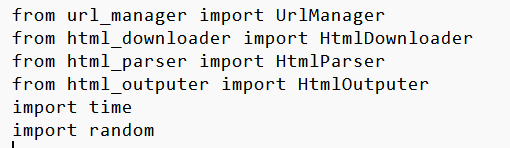 from url_manager import UrlManager
from html_downloader import HtmlDownloader
from html_parser import HtmlParser
from html_outputer import HtmlOutputer
import time
import random